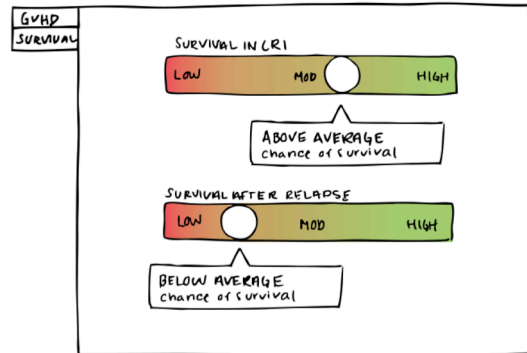 GVHD
SURVIVAL
SURVIVAL IN CR1
LOW MOD HIGH
ABOVE AVERAGE
chance of survival
SURVIVAL AFTER RELAPSE
LOW MOD HIGH
BELOW AVERAGE
chance of survival